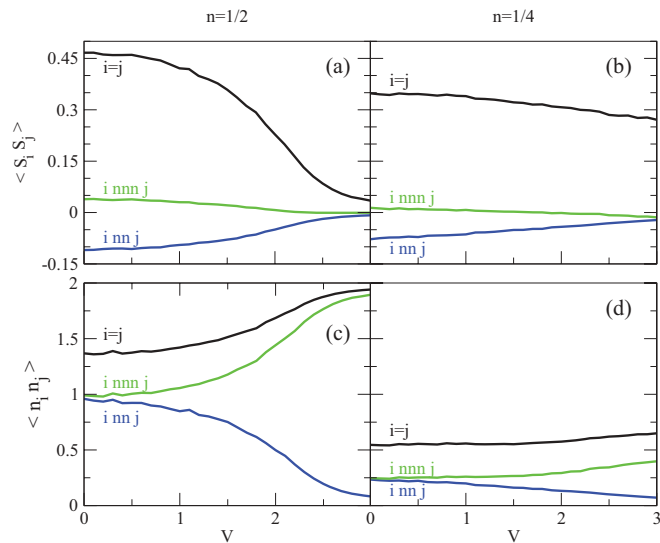 n=1/2 n=1/4
0.45
0.3
0.15
0
-0.15
< S_i S_j >
(a)
i=j
i nnn j
i nn j
(b)
i=j
i nnn j
i nn j
2
1.5
1
0.5
0
< n_i n_j >
(c)
i=j
i nnn j
i nn j
(d)
i=j
i nnn j
i nn j
0 1 2 0 1 2 3
V V